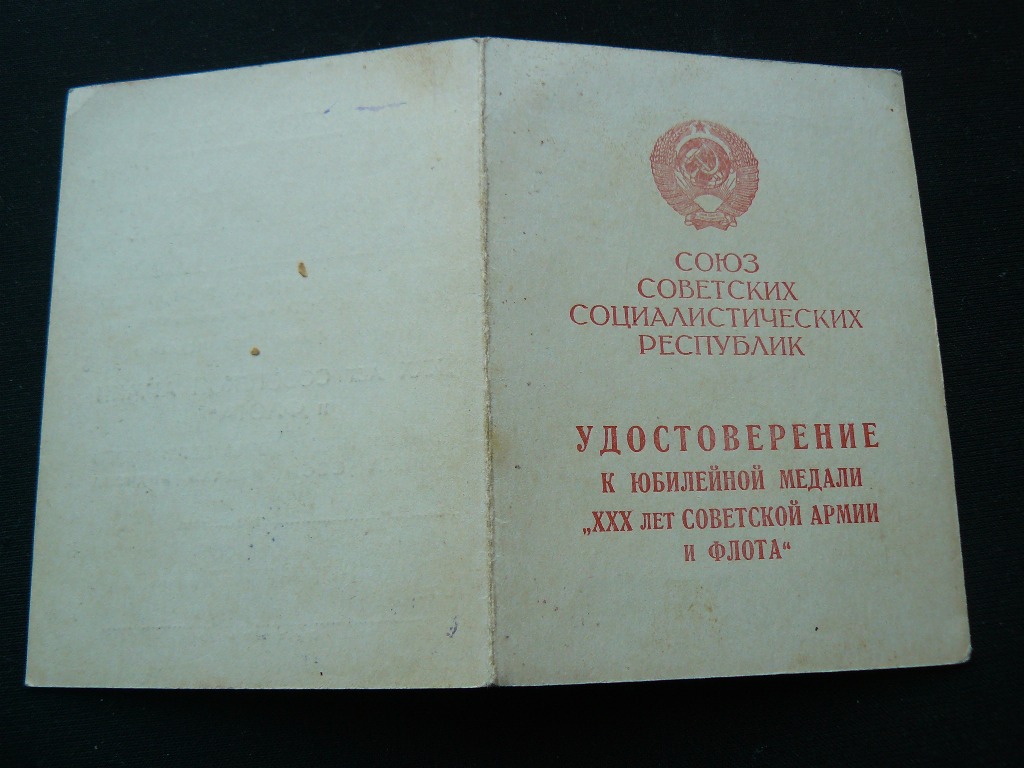 СОЮЗ
СОВЕТСКИХ
СОЦИАЛИСТИЧЕСКИХ
РЕСПУБЛИК
УДОСТОВЕРЕНИЕ
К ЮБИЛЕЙНОЙ МЕДАЛИ
„XXX ЛЕТ СОВЕТСКОЙ АРМИИ
И ФЛОТА“